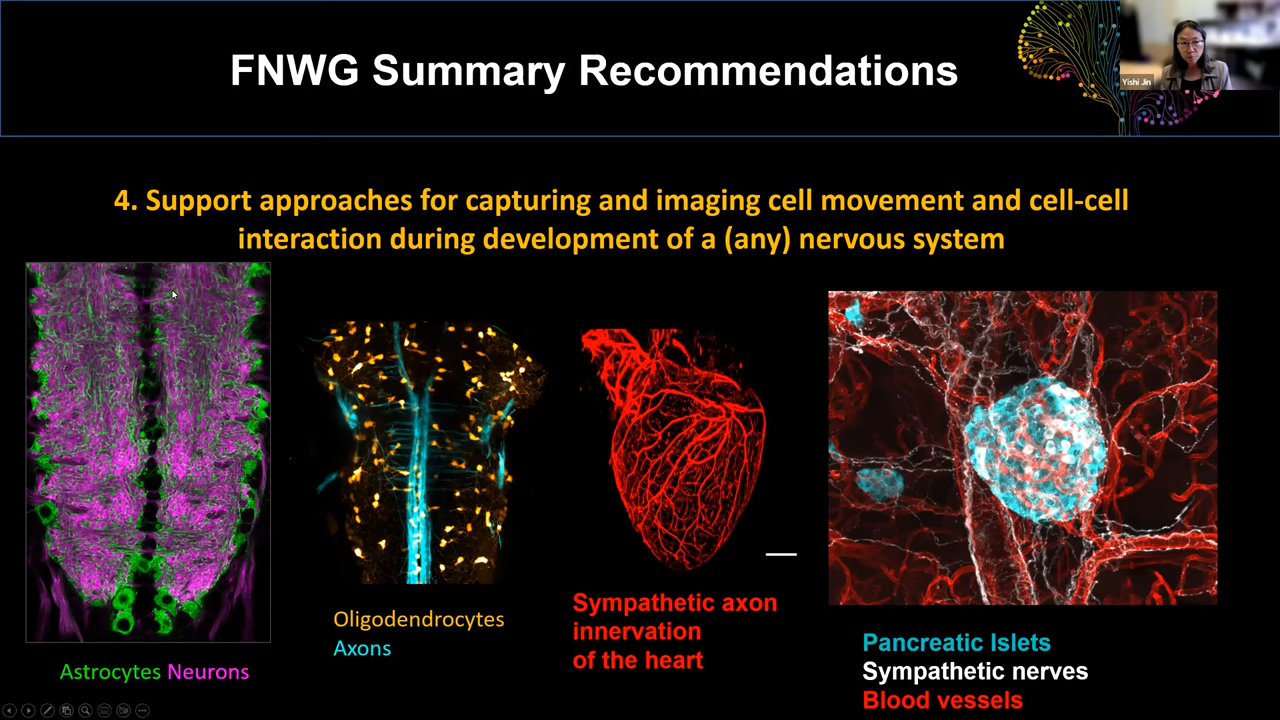 FNWG Summary Recommendations
Yishi Jin
4. Support approaches for capturing and imaging cell movement and cell-cell
interaction during development of a (any) nervous system
Astrocytes Neurons
Oligodendrocytes
Axons
Sympathetic axon
innervation
of the heart
Pancreatic Islets
Sympathetic nerves
Blood vessels